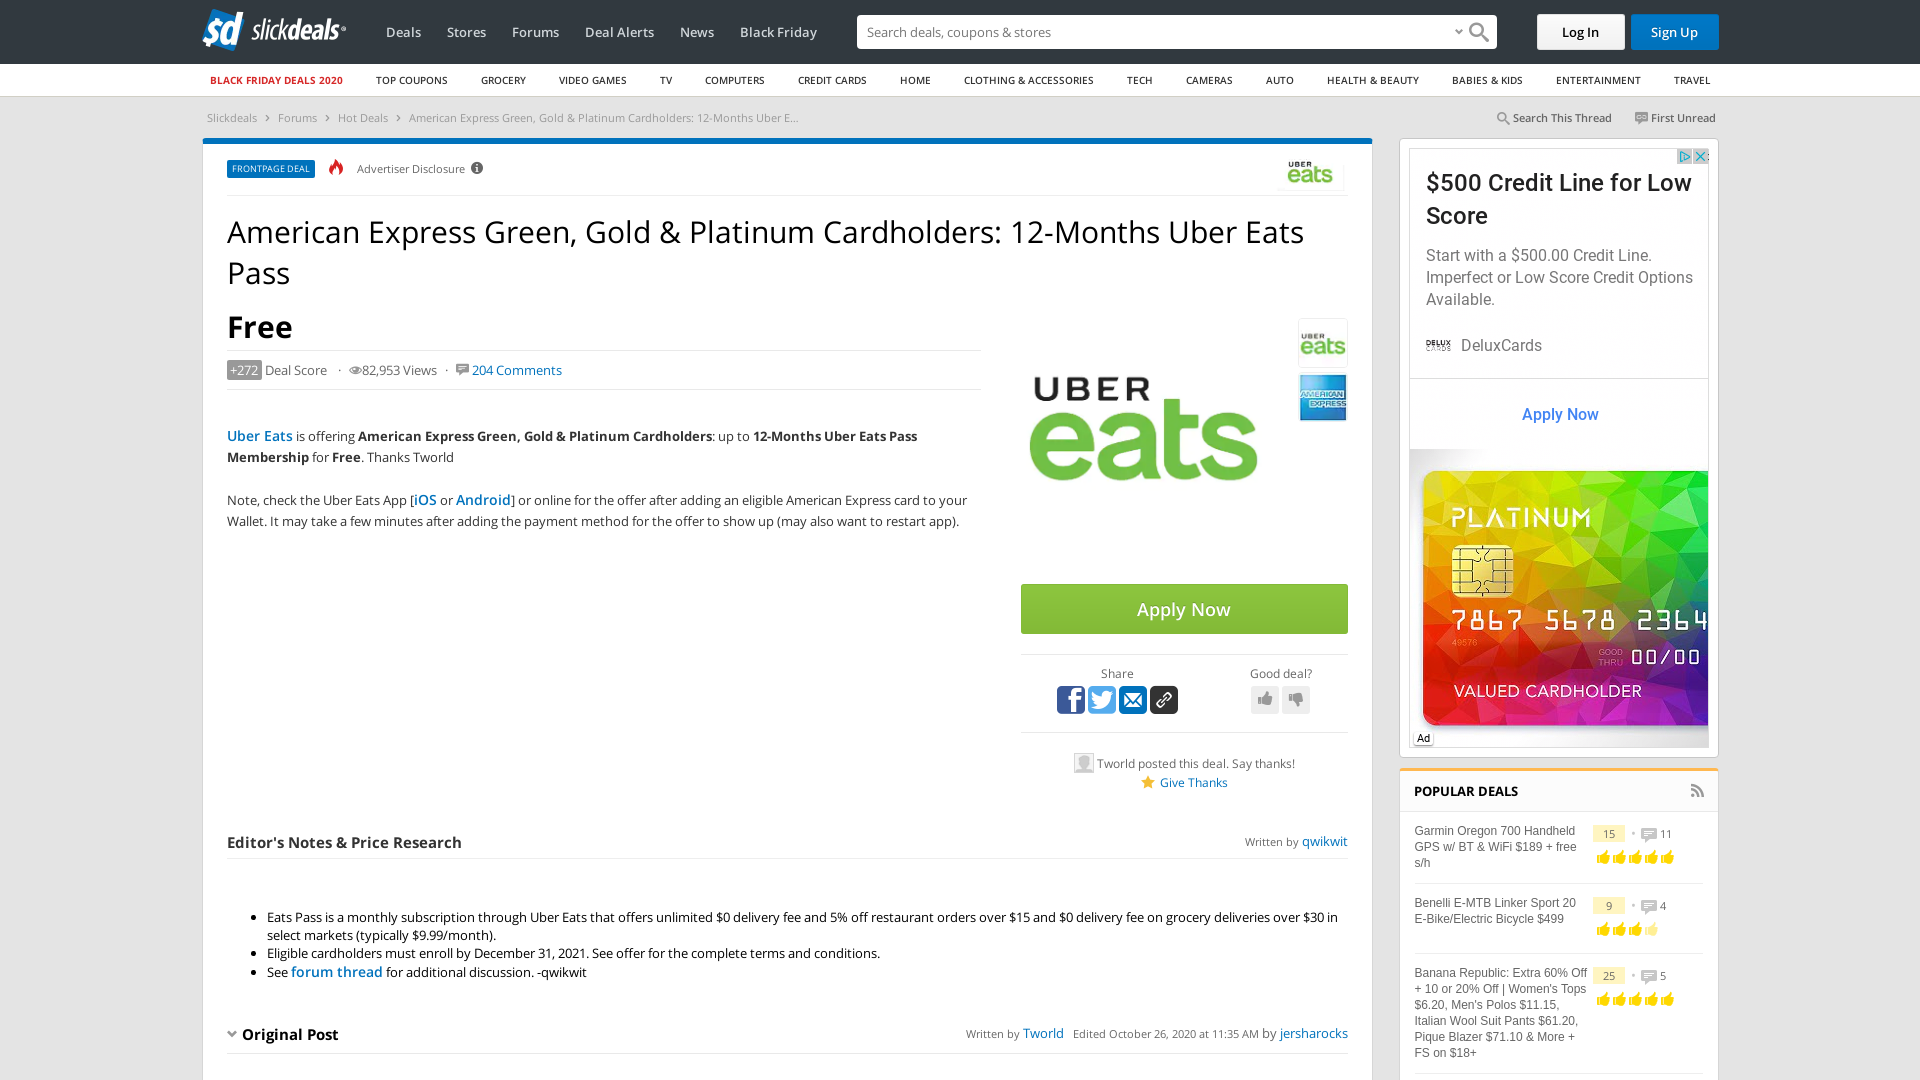 sd slickdeals
Deals Stores Forums Deal Alerts News Black Friday
Search deals, coupons & shopping
Log In Sign Up
BLACK FRIDAY DEALS 2020 TOP COUPONS GROCERY VIDEO GAMES TV COMPUTERS CREDIT CARDS HOME CLOTHING & ACCESSORIES TECH CAMERAS AUTO HEALTH & BEAUTY BABIES & KIDS ENTERTAINMENT TRAVEL
Slickdeals › Forums › Hot Deals › American Express Green, Gold & Platinum Cardholders: 12-Months Uber E...
Search This Thread First Unread
FRONTPAGE DEAL Advertiser Disclosure
UBER
eats
American Express Green, Gold & Platinum Cardholders: 12-Months Uber Eats
Pass
Free
+272 Deal Score · 82,953 Views · 204 Comments
Uber Eats is offering American Express Green, Gold & Platinum Cardholders: up to 12-Months Uber Eats Pass
Membership for Free. Thanks Tworld
Note, check the Uber Eats App [iOS or Android] or online for the offer after adding an eligible American Express card to your
Wallet. It may take a few minutes after adding the payment method for the offer to show up (may also want to restart app).
UBER
eats
UBER
eats
AMERICAN
EXPRESS
Apply Now
Share
Good deal?
Tworld posted this deal. Say thanks!
Give Thanks
Editor's Notes & Price Research
Written by qwikwit
• Eats Pass is a monthly subscription through Uber Eats that offers unlimited $0 delivery fee and 5% off restaurant orders over $15 and $0 delivery fee on grocery deliveries over $30 in
select markets (typically $9.99/month).
• Eligible cardholders must enroll by December 31, 2021. See offer for the complete terms and conditions.
• See forum thread for additional discussion. -qwikwit
Original Post
Written by Tworld Edited October 26, 2020 at 11:35 AM by jersharocks
$500 Credit Line for Low
Score
Start with a $500.00 Credit Line.
Imperfect or Low Score Credit Options
Available.
DELUX
CARDS
DeluxCards
Apply Now
PLATINUM
7867 5678 2364
49576
GOOD
THRU 00/00
VALUED CARDHOLDER
Ad
POPULAR DEALS
Garmin Oregon 700 Handheld
GPS w/ BT & WiFi $189 + free
s/h
15 • 11
Benelli E-MTB Linker Sport 20
E-Bike/Electric Bicycle $499
9 • 4
Banana Republic: Extra 60% Off
+ 10 or 20% Off | Women's Tops
$6.20, Men's Polos $11.15,
Italian Wool Suit Pants $61.20,
Pique Blazer $71.10 & More +
FS on $18+
25 • 5